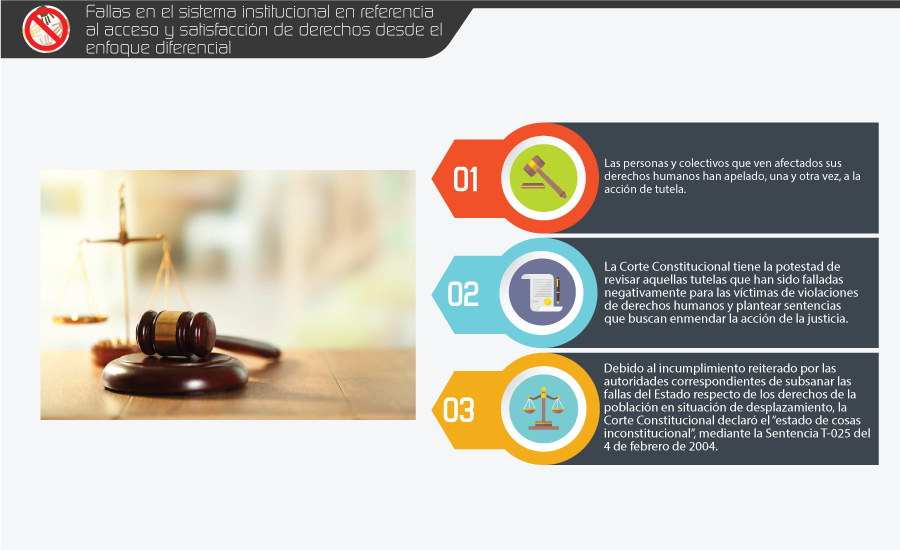 Fallas en el sistema institucional en referencia
al acceso y satisfacción de derechos desde el
enfoque diferencial
01
Las personas y colectivos que ven afectados sus
derechos humanos han apelado, una y otra vez, a la
acción de tutela.
02
La Corte Constitucional tiene la potestad de
revisar aquellas tutelas que han sido falladas
negativamente para las víctimas de violaciones
de derechos humanos y plantear sentencias
que buscan enmendar la acción de la justicia.
03
Debido al incumplimiento reiterado por las
autoridades correspondientes de subsanar las
fallas del Estado respecto de los derechos de la
población en situación de desplazamiento, la
Corte Constitucional declaró el “estado de cosas
inconstitucional”, mediante la Sentencia T-025 del
4 de febrero de 2004.